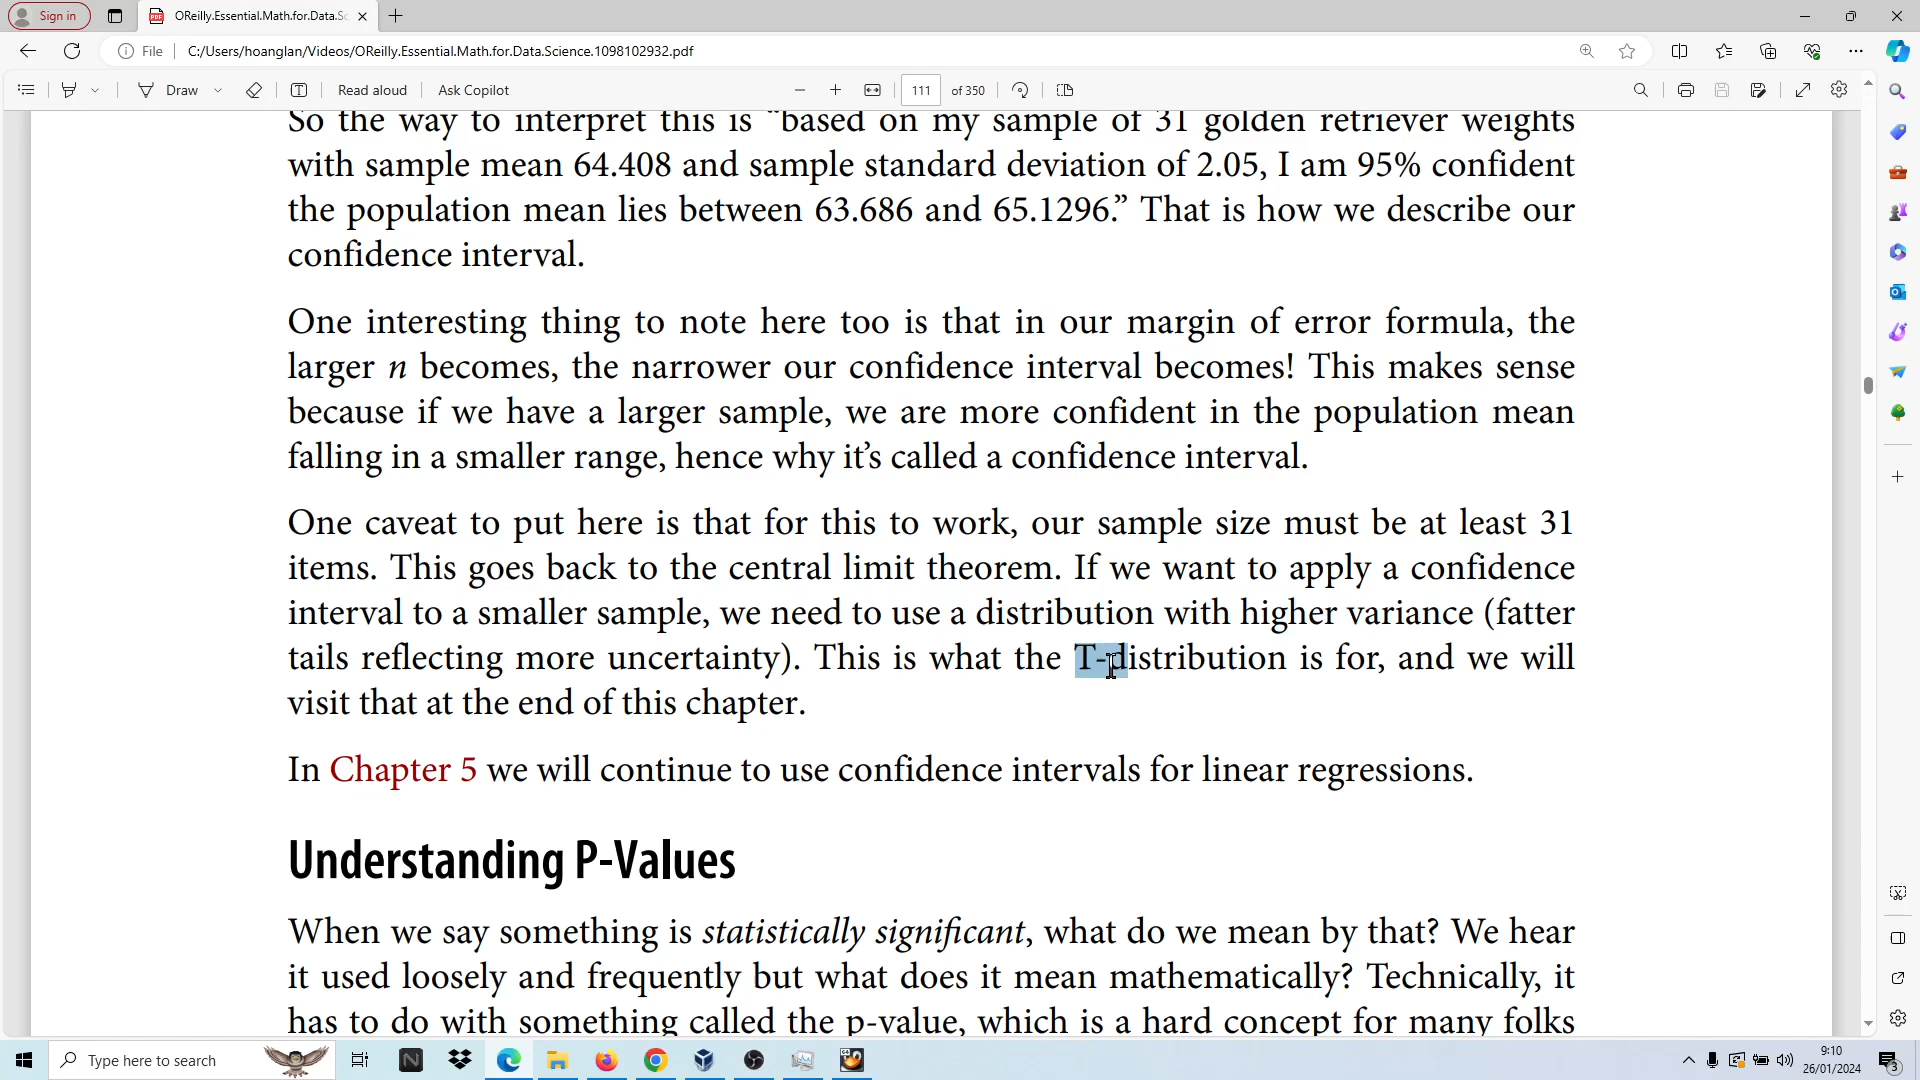 Sign in
OReilly.Essential.Math.for.Data.Sc
File
C:/Users/hoanglan/Videos/OReilly.Essential.Math.for.Data.Science.1098102932.pdf
Draw
Read aloud
Ask Copilot
111
of 350
So the way to interpret this is “based on my sample of 31 golden retriever weights
with sample mean 64.408 and sample standard deviation of 2.05, I am 95% confident
the population mean lies between 63.686 and 65.1296.” That is how we describe our
confidence interval.
One interesting thing to note here too is that in our margin of error formula, the
larger n becomes, the narrower our confidence interval becomes! This makes sense
because if we have a larger sample, we are more confident in the population mean
falling in a smaller range, hence why it’s called a confidence interval.
One caveat to put here is that for this to work, our sample size must be at least 31
items. This goes back to the central limit theorem. If we want to apply a confidence
interval to a smaller sample, we need to use a distribution with higher variance (fatter
tails reflecting more uncertainty). This is what the T-distribution is for, and we will
visit that at the end of this chapter.
In Chapter 5 we will continue to use confidence intervals for linear regressions.
Understanding P-Values
When we say something is statistically significant, what do we mean by that? We hear
it used loosely and frequently but what does it mean mathematically? Technically, it
has to do with something called the p-value, which is a hard concept for many folks
Type here to search
9:10
26/01/2024
3